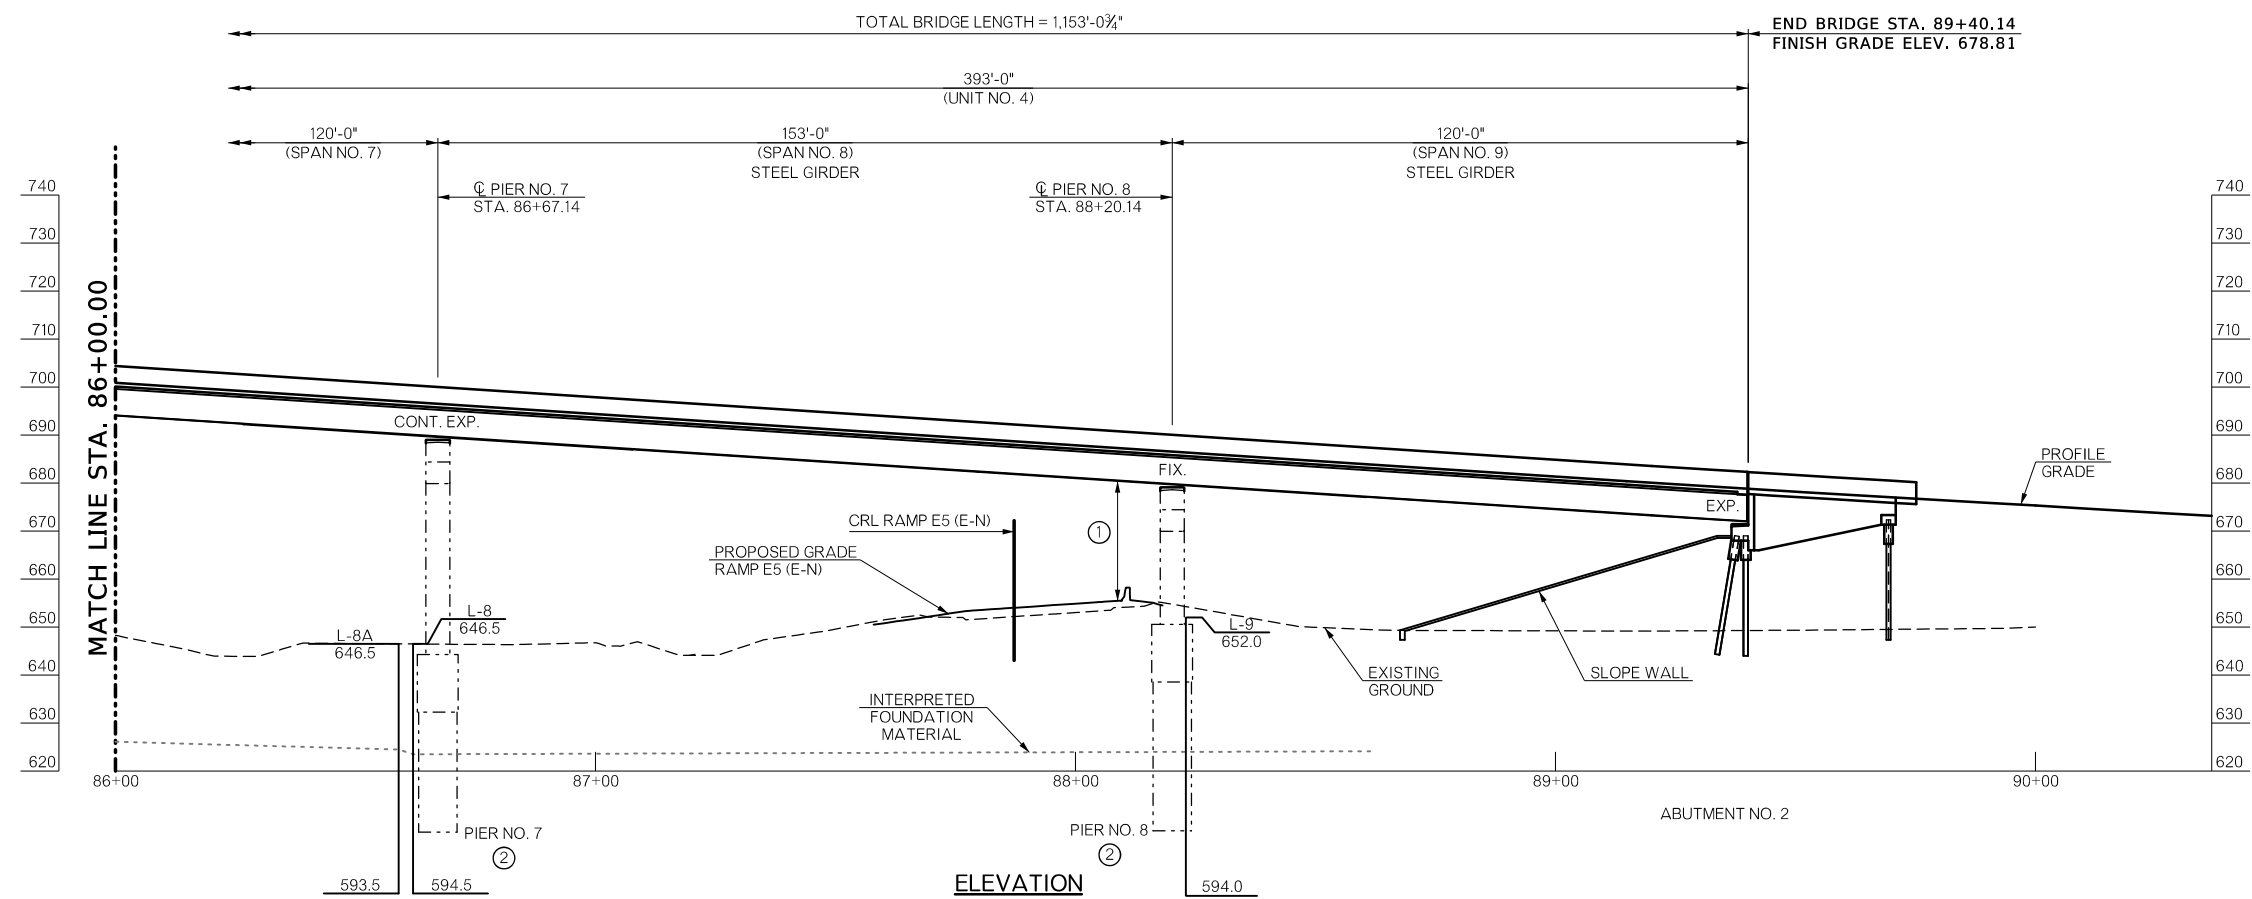 TOTAL BRIDGE LENGTH = 1,153'-0¾"
END BRIDGE STA. 89+40.14
FINISH GRADE ELEV. 678.81
393'-0"
(UNIT NO. 4)
120'-0"
(SPAN NO. 7)
153'-0"
(SPAN NO. 8)
STEEL GIRDER
120'-0"
(SPAN NO. 9)
STEEL GIRDER
℄ PIER NO. 7
STA. 86+67.14
℄ PIER NO. 8
STA. 88+20.14
740
730
720
710
700
690
680
670
660
650
640
630
620
MATCH LINE STA. 86+00.00
740
730
720
710
700
690
680
670
660
650
640
630
620
CONT. EXP.
FIX.
EXP.
PROFILE
GRADE
CRL RAMP E5 (E-N)
1
PROPOSED GRADE
RAMP E5 (E-N)
L-8A
646.5
L-8
646.5
L-9
652.0
EXISTING
GROUND
SLOPE WALL
INTERPRETED
FOUNDATION
MATERIAL
86+00
87+00
88+00
89+00
90+00
ABUTMENT NO. 2
PIER NO. 7
2
PIER NO. 8
2
593.5
594.5
594.0
ELEVATION